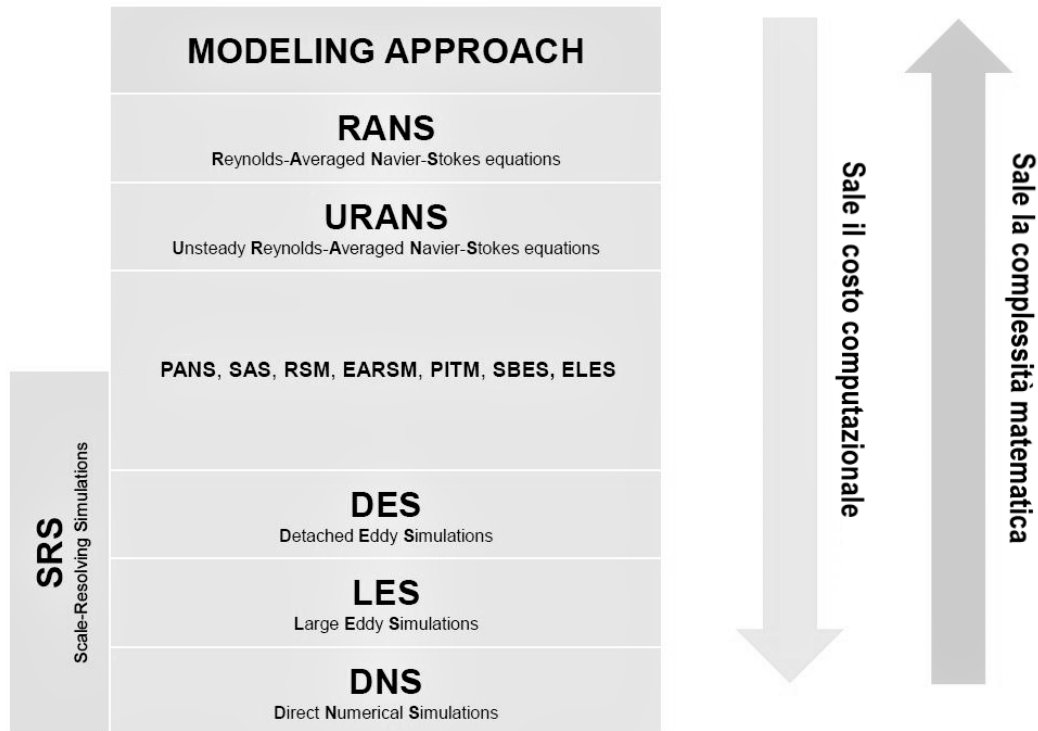 MODELING APPROACH
RANS
Reynolds-Averaged Navier-Stokes equations
URANS
Unsteady Reynolds-Averaged Navier-Stokes equations
PANS, SAS, RSM, EARSM, PITM, SBES, ELES
DES
Detached Eddy Simulations
LES
Large Eddy Simulations
DNS
Direct Numerical Simulations
SRS
Scale-Resolving Simulations
Sale il costo computazionale
Sale la complessità matematica